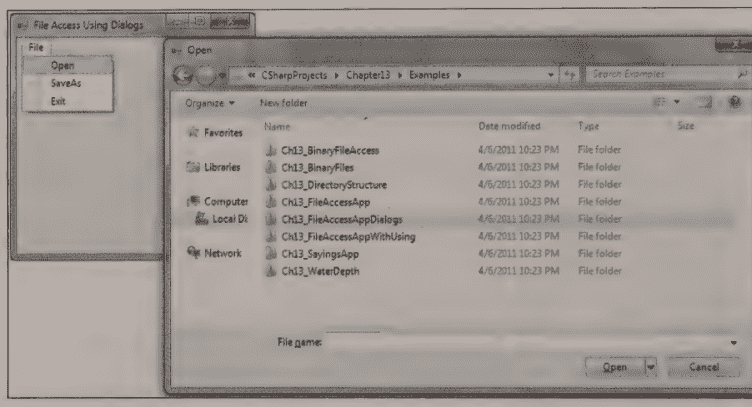 File Access Using Dialogs
File
Open
SaveAs
Exit
Open
« CSharpProjects ▸ Chapter13 ▸ Examples ▸
Search Examples
Organize ▾ New folder
Favorites
Libraries
Computer
Local Di
Network
Name Date modified Type Size
Ch13_BinaryFileAccess 4/6/2011 10:23 PM File folder
Ch13_BinaryFiles 4/6/2011 10:23 PM File folder
Ch13_DirectoryStructure 4/6/2011 10:23 PM File folder
Ch13_FileAccessApp 4/6/2011 10:23 PM File folder
Ch13_FileAccessAppDialogs 4/6/2011 10:23 PM File folder
Ch13_FileAccessAppWithUsing 4/6/2011 10:23 PM File folder
Ch13_SayingsApp 4/6/2011 10:23 PM File folder
Ch13_WaterDepth 4/6/2011 10:23 PM File folder
File name:
Open Cancel